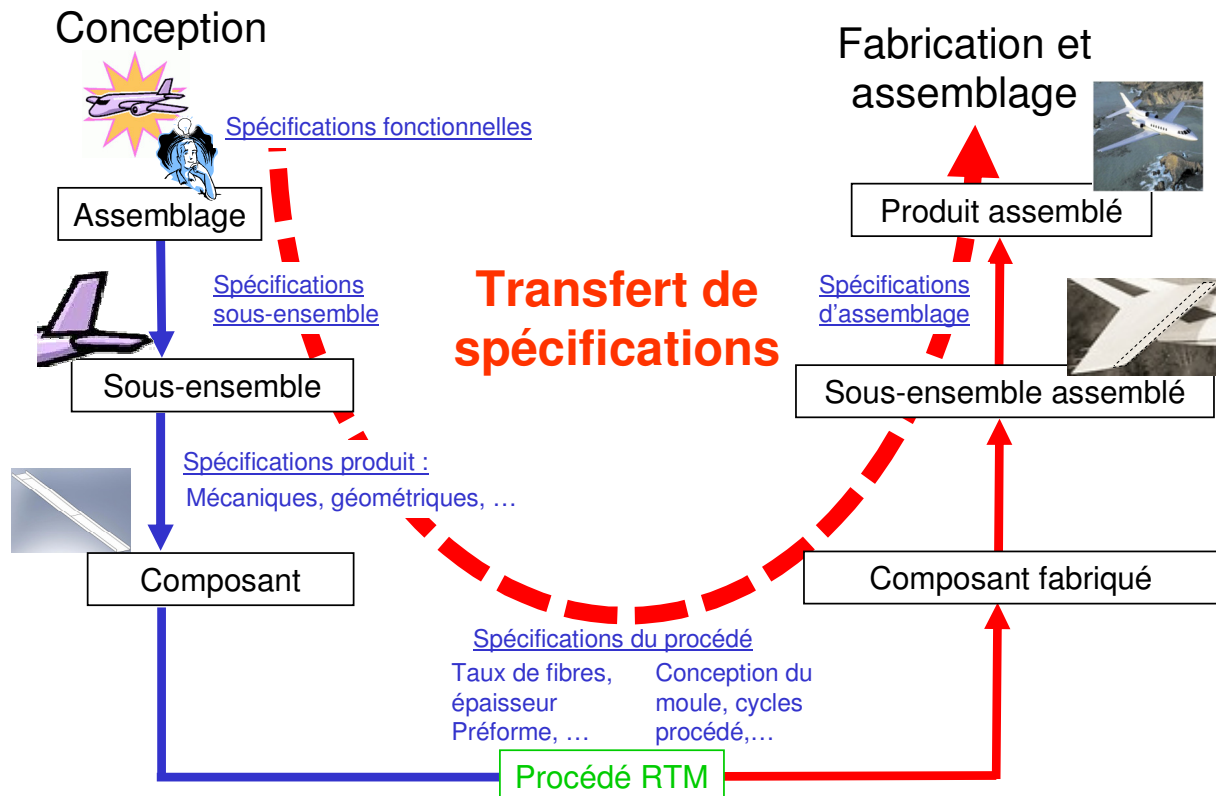 Conception
Spécifications fonctionnelles
Assemblage
Spécifications
sous-ensemble
Sous-ensemble
Spécifications produit :
Mécaniques, géométriques, …
Composant
Transfert de
spécifications
Spécifications du procédé
Taux de fibres,
épaisseur
Préforme, …
Conception du
moule, cycles
procédé,…
Procédé RTM
Fabrication et
assemblage
Produit assemblé
Spécifications
d’assemblage
Sous-ensemble assemblé
Composant fabriqué